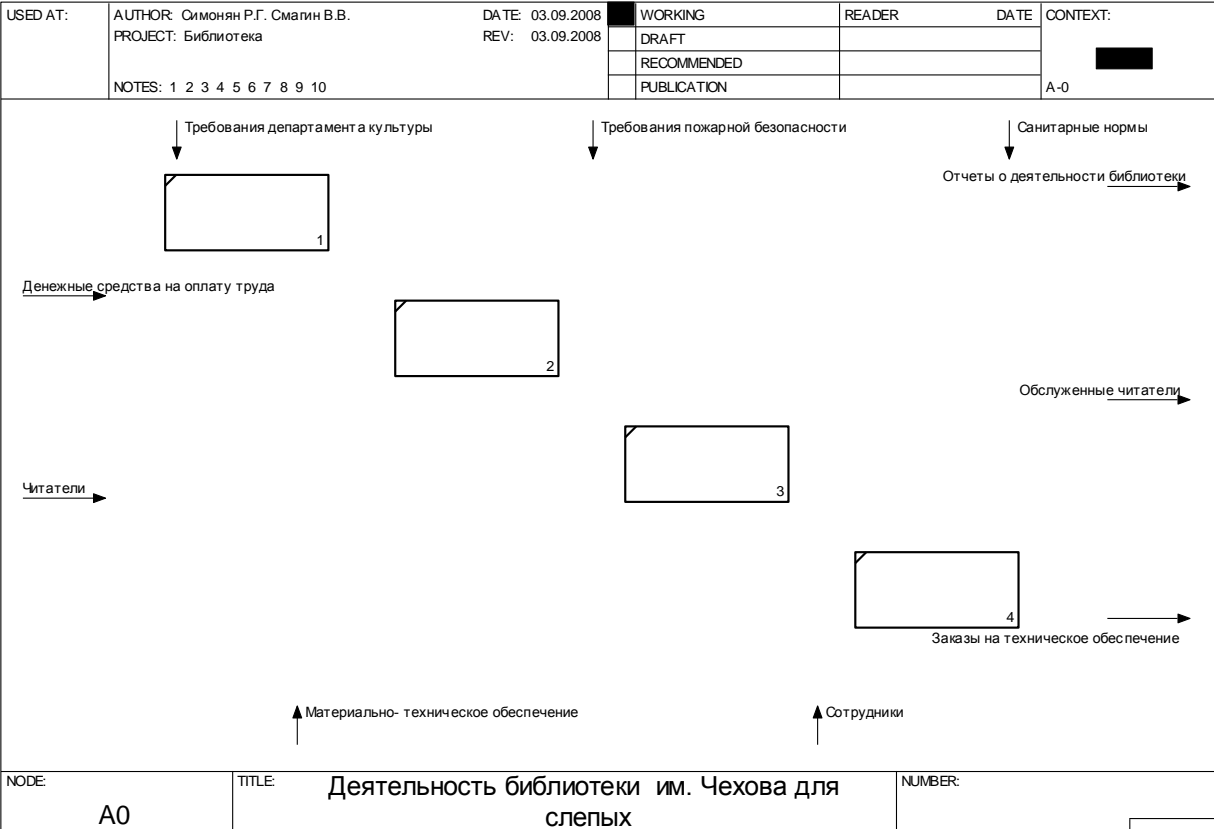 USED AT:
AUTHOR: Симонян Р.Г. Смагин В.В.
DATE: 03.09.2008
PROJECT: Библиотека
REV: 03.09.2008
NOTES: 1 2 3 4 5 6 7 8 9 10
WORKING
DRAFT
RECOMMENDED
PUBLICATION
READER
DATE
CONTEXT:
A-0
Требования департамента культуры
Требования пожарной безопасности
Санитарные нормы
Отчеты о деятельности библиотеки
1
Денежные средства на оплату труда
2
Обслуженные читатели
Читатели
3
4
Заказы на техническое обеспечение
Материально- техническое обеспечение
Сотрудники
NODE:
A0
TITLE:
Деятельность библиотеки им. Чехова для
слепых
NUMBER: